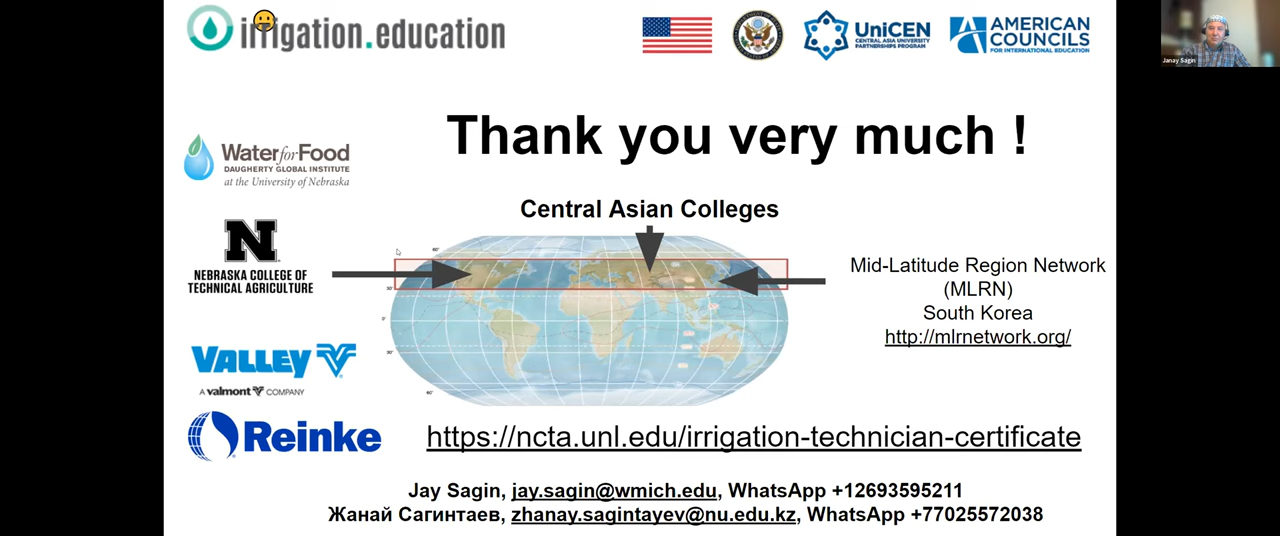 irrigation.education
UniCEN
CENTRAL ASIA UNIVERSITY
PARTNERSHIPS PROGRAM
AMERICAN
COUNCILS
FOR INTERNATIONAL EDUCATION
Janay Sagin
Thank you very much !
Water for Food
DAUGHERTY GLOBAL INSTITUTE
at the University of Nebraska
Central Asian Colleges
N
NEBRASKA COLLEGE OF
TECHNICAL AGRICULTURE
Mid-Latitude Region Network
(MLRN)
South Korea
http://mlrnetwork.org/
VALLEY
A valmont COMPANY
Reinke
https://ncta.unl.edu/irrigation-technician-certificate
Jay Sagin, jay.sagin@wmich.edu, WhatsApp +12693595211
Жанай Сагинтаев, zhanay.sagintayev@nu.edu.kz, WhatsApp +77025572038